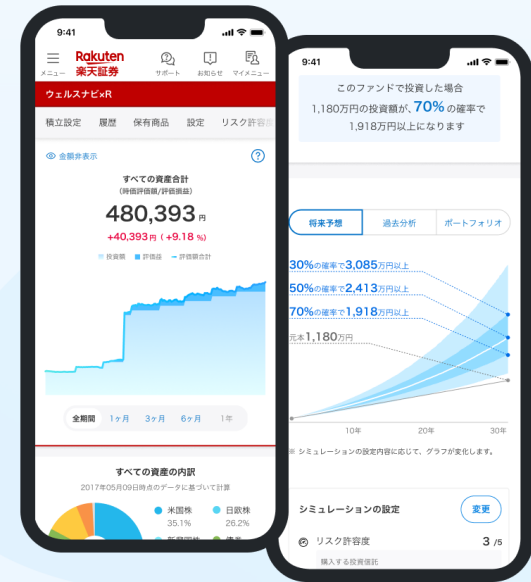 9:41
Rakuten
楽天証券
メニュー
サポート
お知らせ
マイメニュー
ウェルスナビ×R
積立設定 履歴 保有商品 設定 リスク許容度
金額非表示
?
すべての資産合計
(時価評価額/評価損益)
480,393 円
+40,393 円 ( +9.18 %)
投資額 評価益 評価額合計
全期間 1ヶ月 3ヶ月 6ヶ月 1年
すべての資産の内訳
2017年05月09日時点のデータに基づいて計算
米国株 日欧株
35.1% 26.2%
9:41
このファンドで投資した場合
1,180万円の投資額が、70% の確率で
1,918万円以上になります
将来予想 過去分析 ポートフォリオ
30%の確率で3,085万円以上
50%の確率で2,413万円以上
70%の確率で1,918万円以上
元本1,180万円
10年 20年 30年
※ シミュレーションの設定内容に応じて、グラフが変化します。
シミュレーションの設定
変更
リスク許容度 3 /5
購入する投資信託